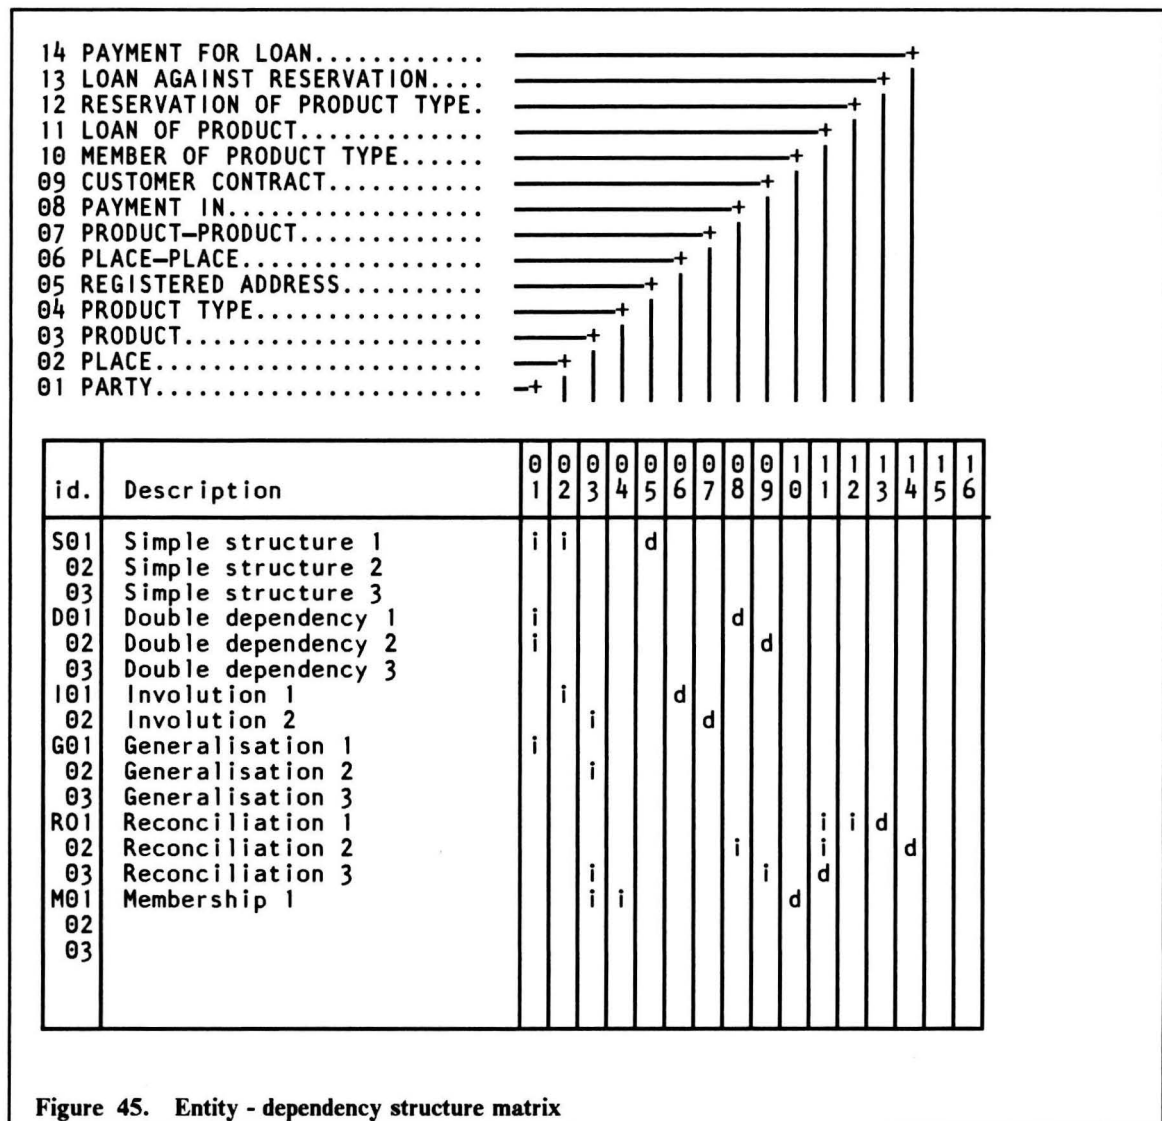 14 PAYMENT FOR LOAN............
13 LOAN AGAINST RESERVATION....
12 RESERVATION OF PRODUCT TYPE.
11 LOAN OF PRODUCT.............
10 MEMBER OF PRODUCT TYPE......
09 CUSTOMER CONTRACT...........
08 PAYMENT IN..................
07 PRODUCT—PRODUCT.............
06 PLACE—PLACE.................
05 REGISTERED ADDRESS..........
04 PRODUCT TYPE................
03 PRODUCT.....................
02 PLACE.......................
01 PARTY.......................
id. Description 01 02 03 04 05 06 07 08 09 10 11 12 13 14 15 16
S01 Simple structure 1 i i d
02 Simple structure 2
03 Simple structure 3
D01 Double dependency 1 i d
02 Double dependency 2 i d
03 Double dependency 3
I01 Involution 1 i d
02 Involution 2 i d
G01 Generalisation 1 i
02 Generalisation 2 i
03 Generalisation 3
RO1 Reconciliation 1 i i d
02 Reconciliation 2 i i d
03 Reconciliation 3 i i d
M01 Membership 1 i i d
02
03
Figure 45. Entity - dependency structure matrix